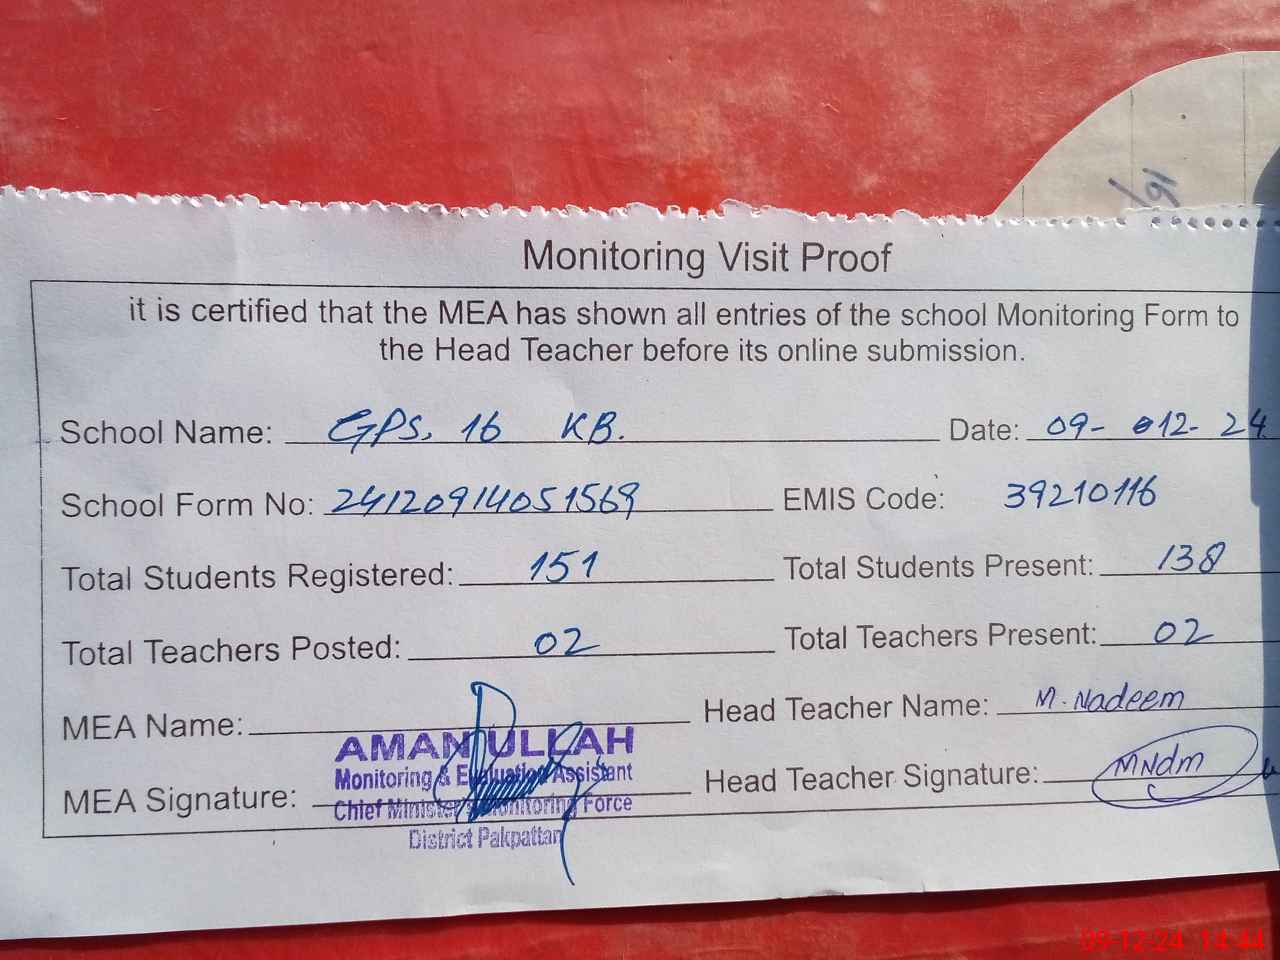 Monitoring Visit Proof
it is certified that the MEA has shown all entries of the school Monitoring Form to
the Head Teacher before its online submission.
School Name: GPS, 16 KB. Date: 09-12-24
School Form No: 24120914051569 EMIS Code: 39210116
Total Students Registered: 151 Total Students Present: 138
Total Teachers Posted: 02 Total Teachers Present: 02
MEA Name: Head Teacher Name: M. Nadeem
AMAN ULLAH
Monitoring & Evaluation Assistant
MEA Signature: Head Teacher Signature: MNdm
Chief Minister's Monitoring Force
District Pakpattan
09-12-24 14:44